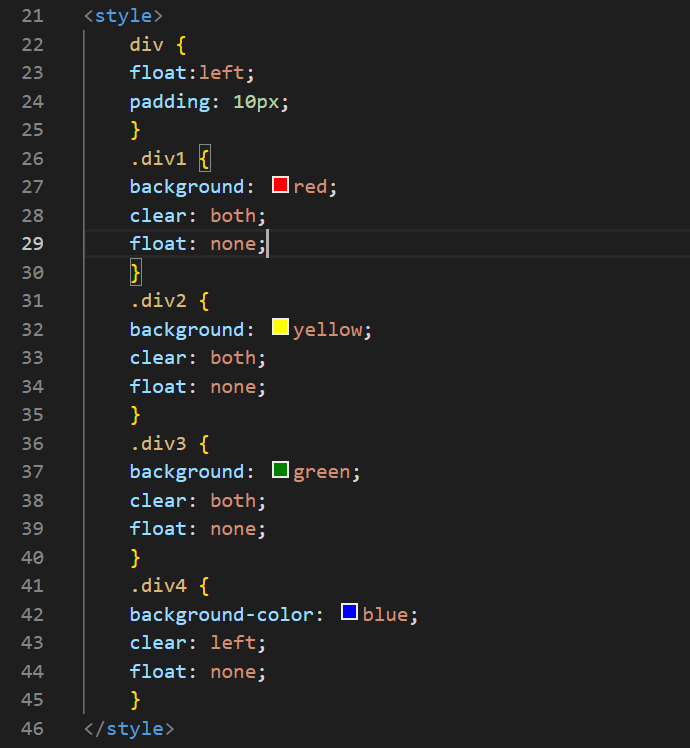 21 <style>
22 div {
23 float:left;
24 padding: 10px;
25 }
26 .div1 {
27 background: red;
28 clear: both;
29 float: none;
30 }
31 .div2 {
32 background: yellow;
33 clear: both;
34 float: none;
35 }
36 .div3 {
37 background: green;
38 clear: both;
39 float: none;
40 }
41 .div4 {
42 background-color: blue;
43 clear: left;
44 float: none;
45 }
46 </style>